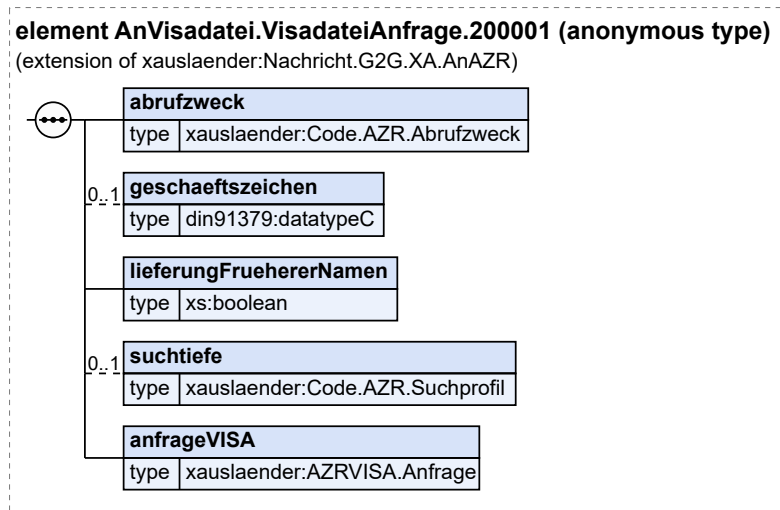 element AnVisadatei.VisadateiAnfrage.200001 (anonymous type)
(extension of xauslaender:Nachricht.G2G.XA.AnAZR)
abrufzweck
type xauslaender:Code.AZR.Abrufzweck
0..1 geschaeftszeichen
type din91379:datatypeC
lieferungFruehererNamen
type xs:boolean
0..1 suchtiefe
type xauslaender:Code.AZR.Suchprofil
anfrageVISA
type xauslaender:AZRVISA.Anfrage